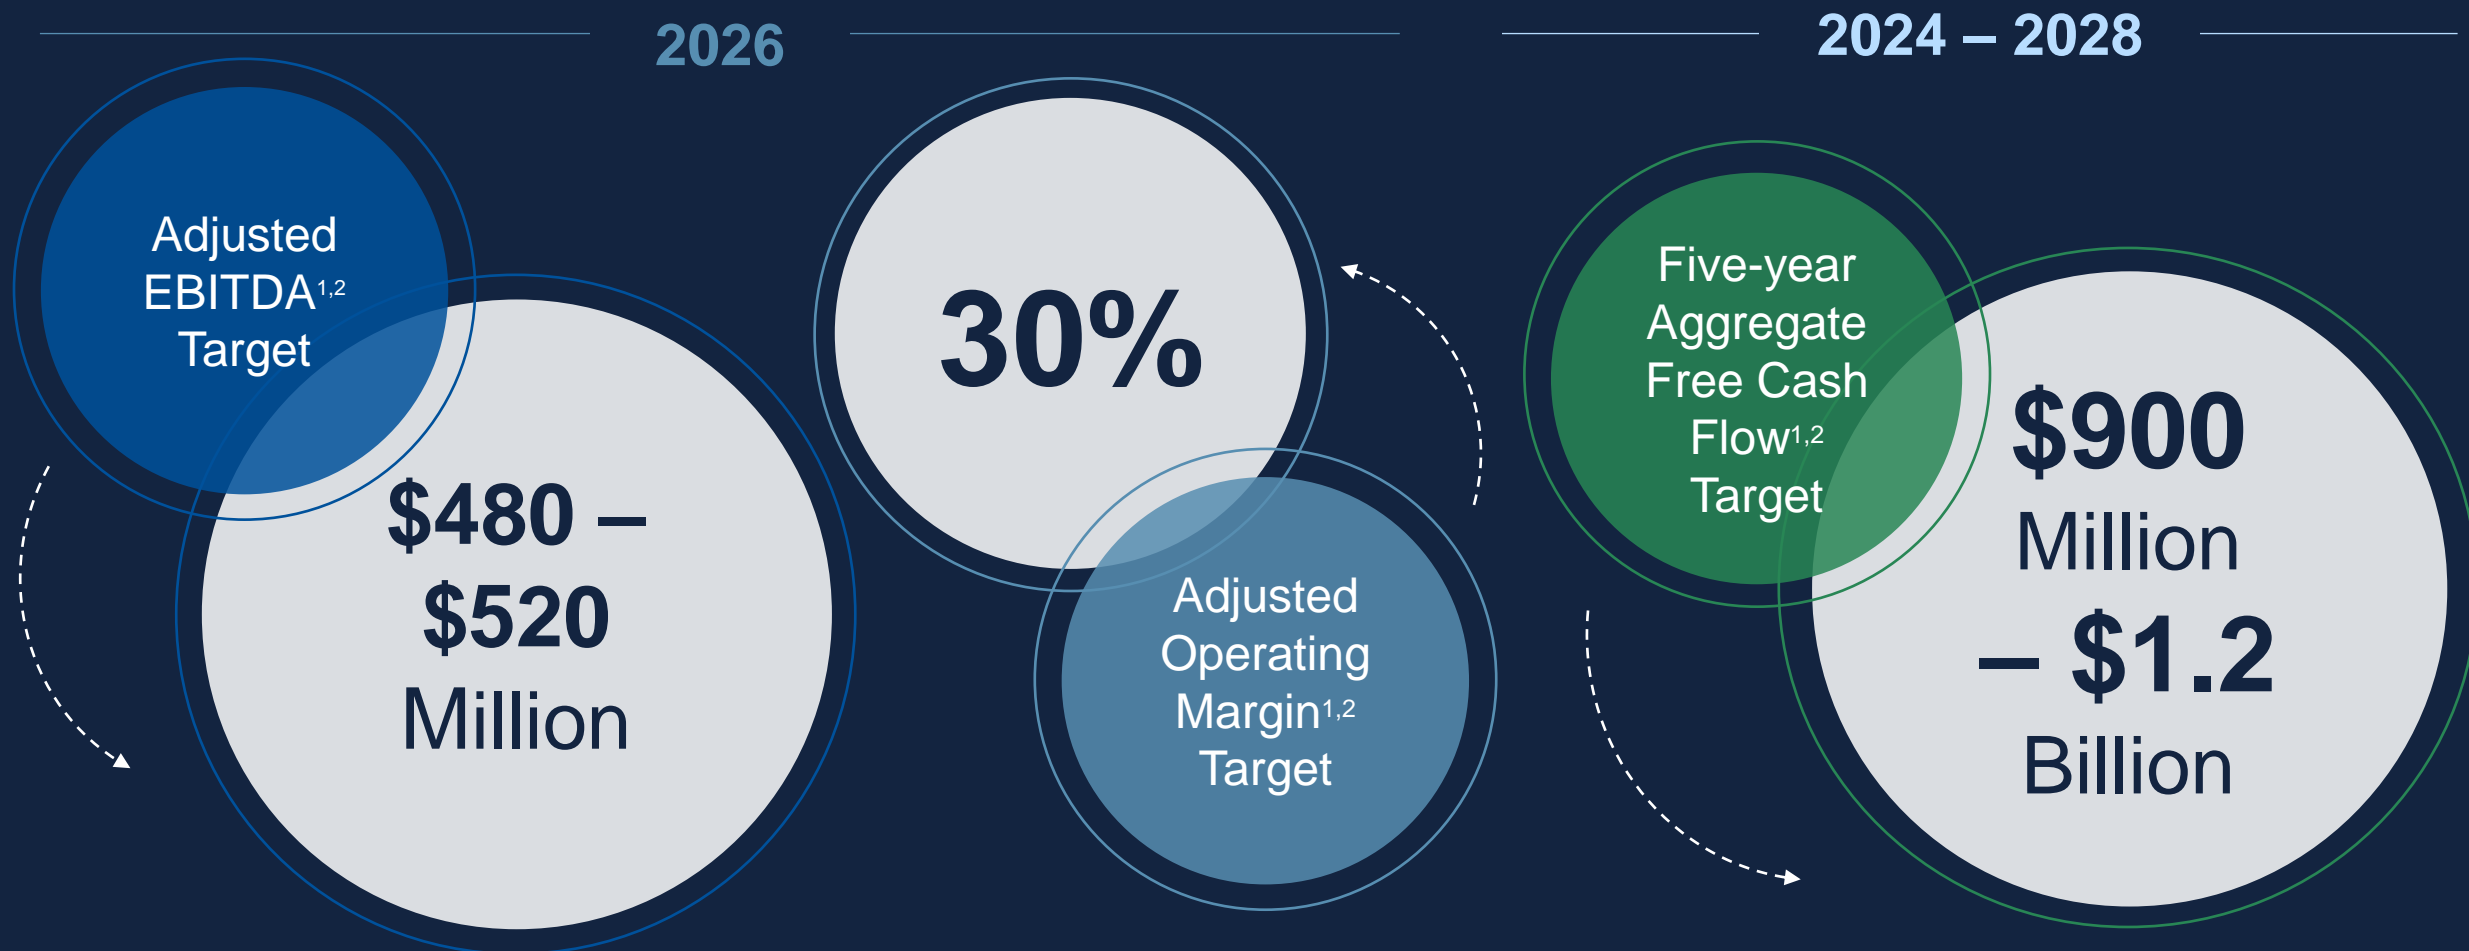 2026
Adjusted
EBITDA1,2
Target
$480 –
$520
Million
30%
Adjusted
Operating
Margin1,2
Target
2024 – 2028
Five-year
Aggregate
Free Cash
Flow1,2
Target
$900
Million
– $1.2
Billion